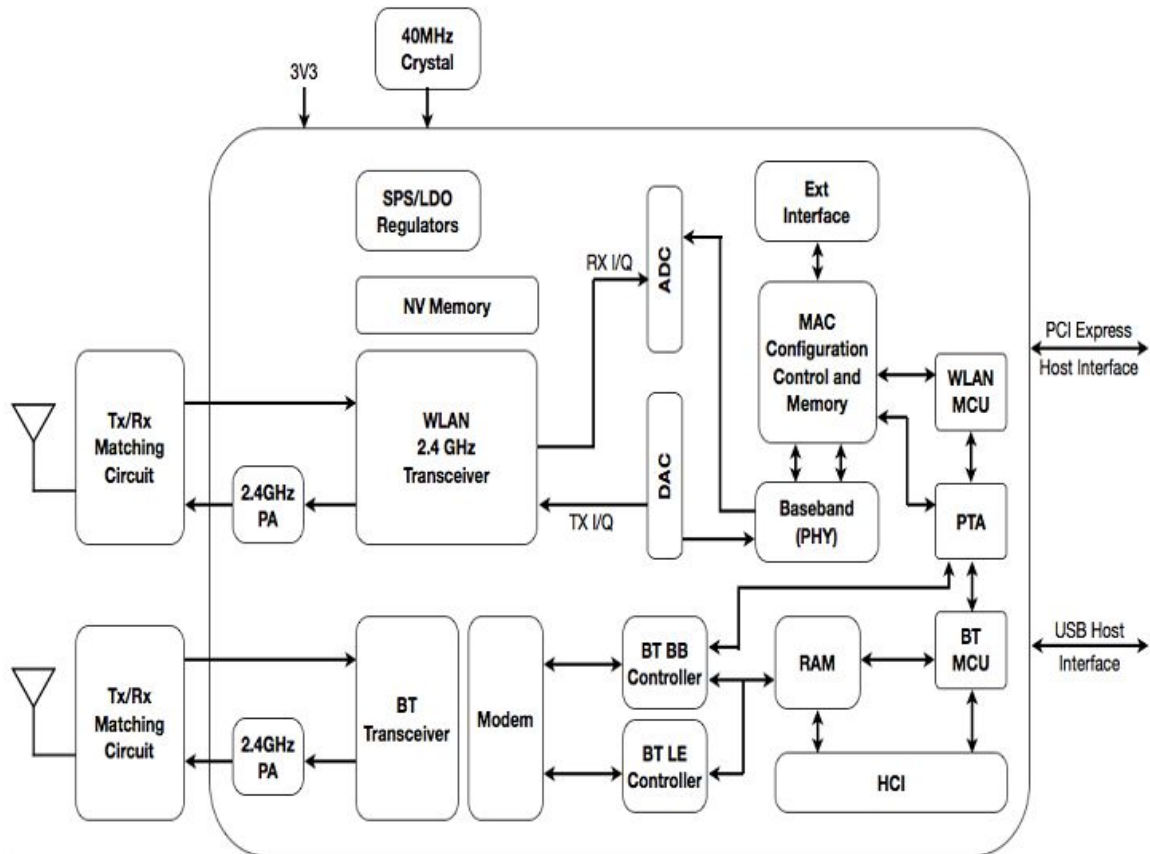 40MHz
Crystal
3V3
SPS/LDO
Regulators
Ext
Interface
ADC
RX I/Q
NV Memory
MAC
Configuration
Control and
Memory
PCI Express
Host Interface
WLAN
MCU
Tx/Rx
Matching
Circuit
WLAN
2.4 GHz
Transceiver
2.4GHz
PA
DAC
TX I/Q
Baseband
(PHY)
PTA
Tx/Rx
Matching
Circuit
BT
Transceiver
Modem
BT BB
Controller
RAM
BT
MCU
USB Host
Interface
2.4GHz
PA
BT LE
Controller
HCI